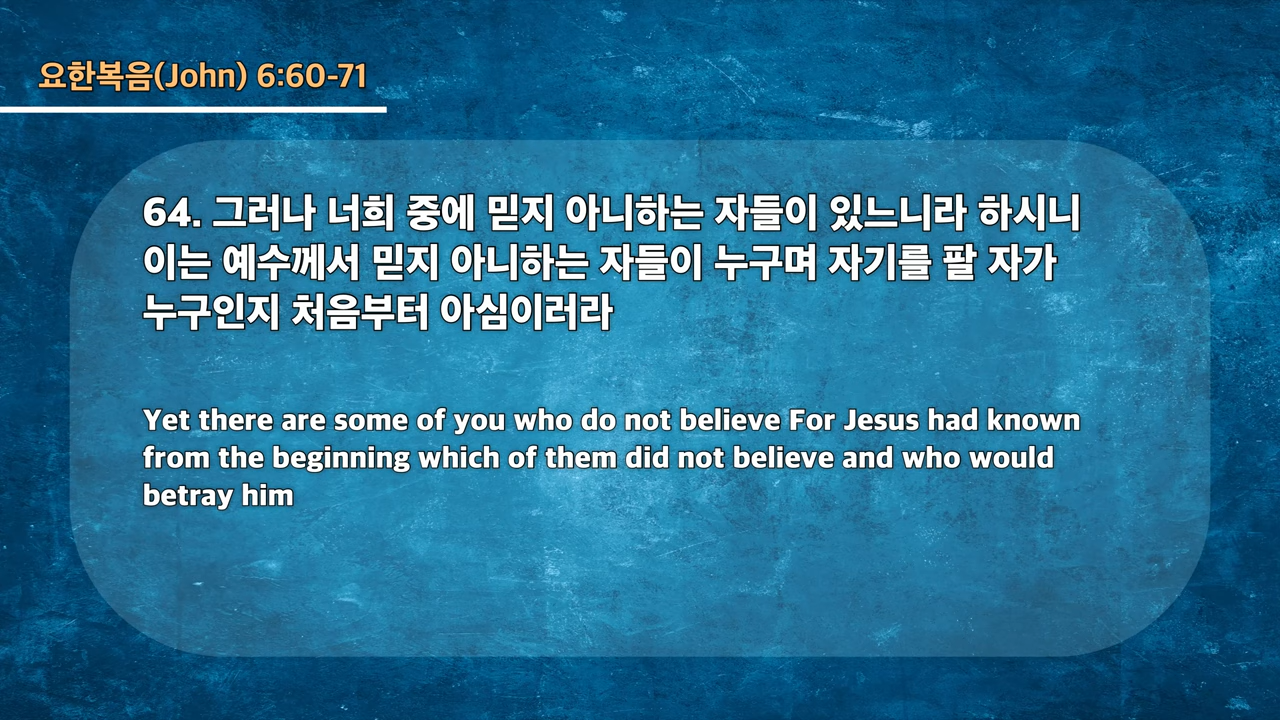 요한복음(John) 6:60-71
64. 그러나 너희 중에 믿지 아니하는 자들이 있느니라 하시니
이는 예수께서 믿지 아니하는 자들이 누구며 자기를 팔 자가
누구인지 처음부터 아심이러라
Yet there are some of you who do not believe For Jesus had known
from the beginning which of them did not believe and who would
betray him